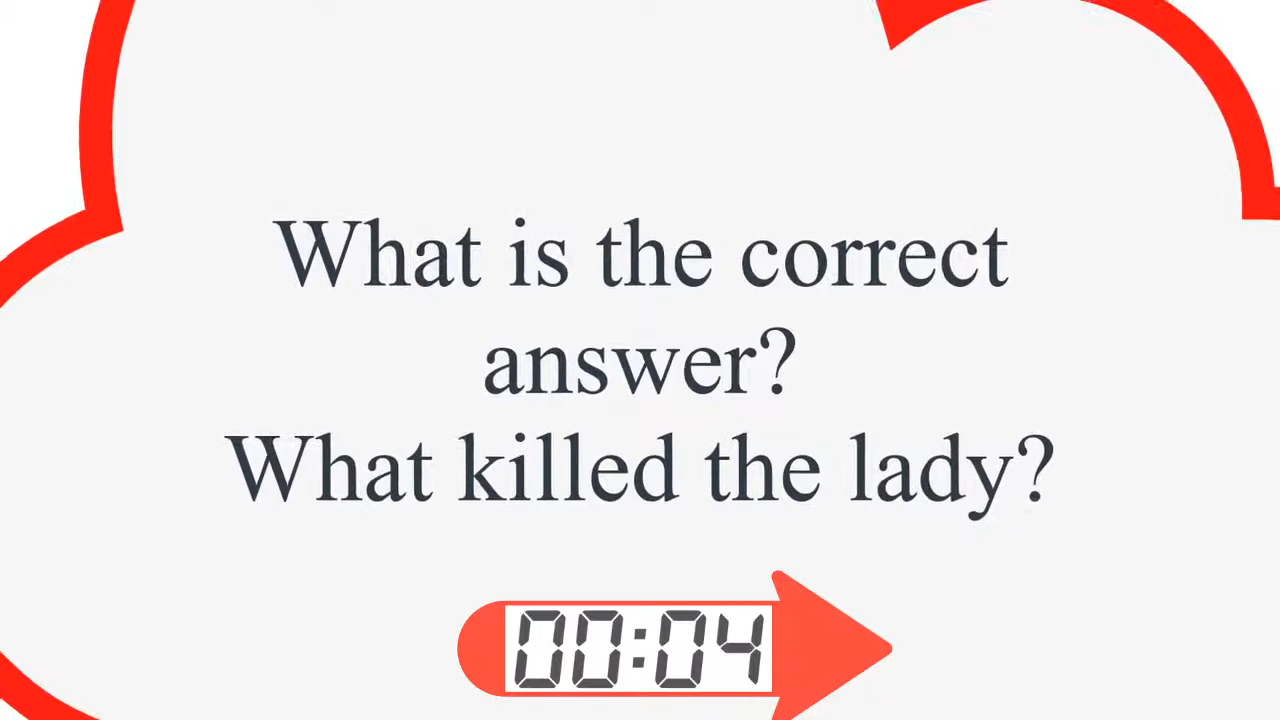 What is the correct
answer?
What killed the lady?
00:04